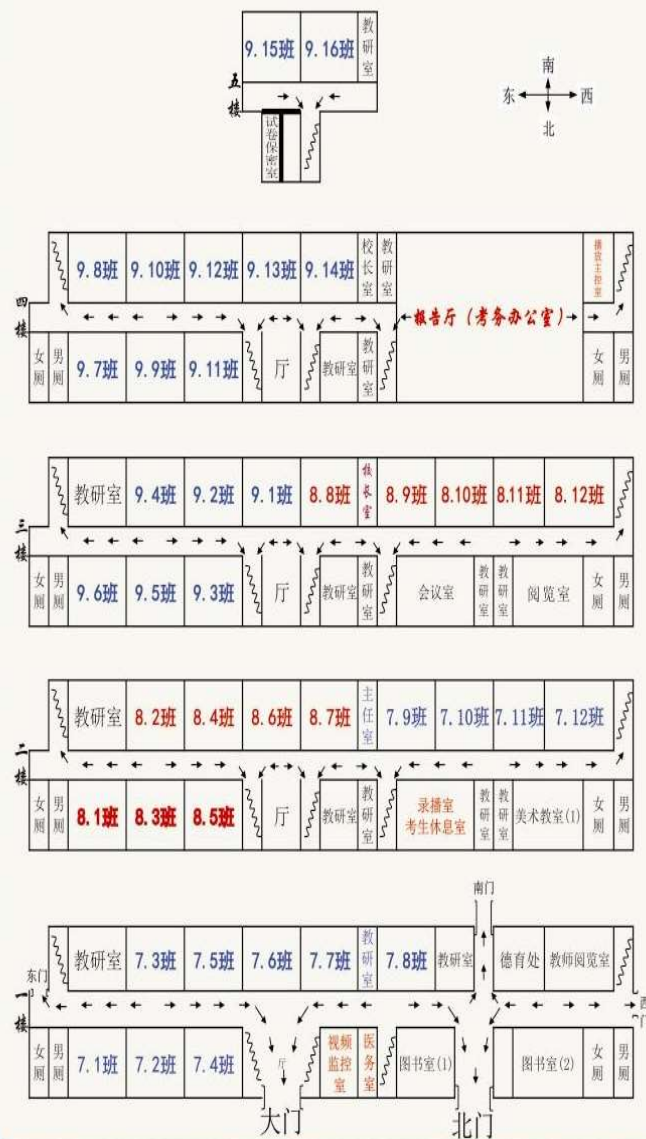 9.15班 9.16班 教研室
五楼
试卷保密室
南
东 西
北
9.8班 9.10班 9.12班 9.13班 9.14班 校长室 教研室 播放主控室
四楼
报告厅（考务办公室）
女厕 男厕 9.7班 9.9班 9.11班 厅 教研室 教研室 女厕 男厕
教研室 9.4班 9.2班 9.1班 8.8班 校长室 8.9班 8.10班 8.11班 8.12班
三楼
女厕 男厕 9.6班 9.5班 9.3班 厅 教研室 教研室 会议室 教研室 教研室 阅览室 女厕 男厕
教研室 8.2班 8.4班 8.6班 8.7班 主任室 7.9班 7.10班 7.11班 7.12班
二楼
女厕 男厕 8.1班 8.3班 8.5班 厅 教研室 教研室 录播室 考生休息室 教研室 教研室 美术教室(1) 女厕 男厕
南门
教研室 7.3班 7.5班 7.6班 7.7班 教研室 7.8班 教研室 德育处 教师阅览室
东门
一楼
西门
女厕 男厕 7.1班 7.2班 7.4班 厅 视频监控室 医务室 图书室(1) 图书室(2) 女厕 男厕
大门 北门